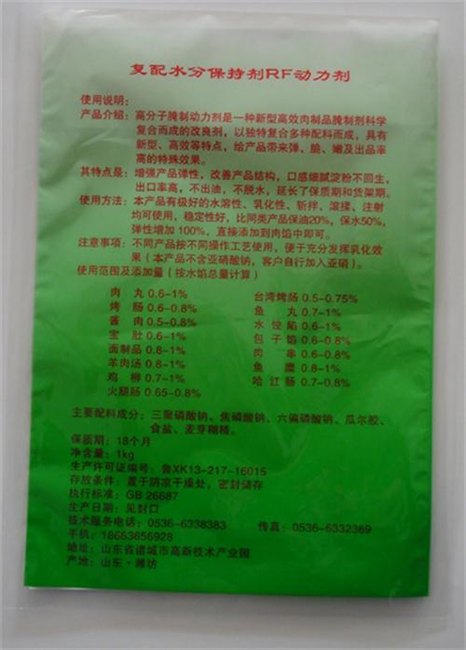 复配水分保持剂RF动力剂
使用说明:
产品介绍: 高分子腌制动力剂是一种新型高效肉制品腌制剂科学
复合而成的改良剂，以独特复合多种配料而成，具有
新型、高效等特点，给产品带来弹、脆、嫩及出品率
高的特殊效果。
其特点是: 增强产品弹性，改善产品结构，口感细腻淀粉不回生，
出口率高，不出油，不脱水，延长了保质期和货架期。
使用方法: 本产品有极好的水溶性、乳化性、斩拌、滚揉、注射
均可使用，稳定性好，比同类产品保油20%，保水50%，
弹性增加100%，直接添加到肉馅中即可。
注意事项: 不同产品按不同操作工艺使用，便于充分发挥乳化效
果（本产品不含亚硝酸钠，客户自行加入亚硝）。
使用范围及添加量（按水馅总量计算）
肉 丸 0.6-1% 台湾烤肠 0.5-0.75%
烤 肠 0.6-0.8% 鱼 丸 0.7-1%
酱 肉 0.5-0.8% 水 饺 馅 0.6-1%
宝 肚 0.6-1% 包 子 馅 0.6-0.8%
面制品 0.8-1% 肉 串 0.6-0.8%
羊肉汤 0.8-1% 鱼 糜 0.8-1%
鸡 柳 0.7-1% 哈 红 肠 0.7-0.8%
火腿肠 0.65-0.8%
主要配料成分: 三聚磷酸钠、焦磷酸钠、六偏磷酸钠、瓜尔胶、
食盐、麦芽糊精。
保质期: 18个月
净含量: 1kg
生产许可证编号: 鲁XK13-217-16015
存放条件: 置于阴凉干燥处，密封储存
执行标准: GB 26687
生产日期: 见封口
技术服务电话: 0536-6338383 传真: 0536-6332369
手机: 18663656928
地址: 山东省诸城市高新技术产业园
产地: 山东·潍坊